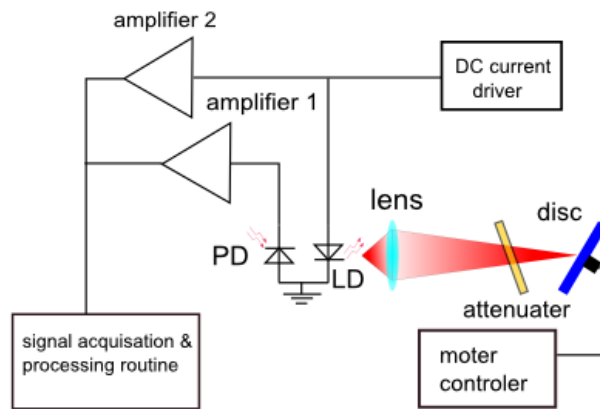 amplifier 2
DC current
driver
amplifier 1
lens
disc
PD
LD
attenuater
signal acquisation &
processing routine
moter
controler